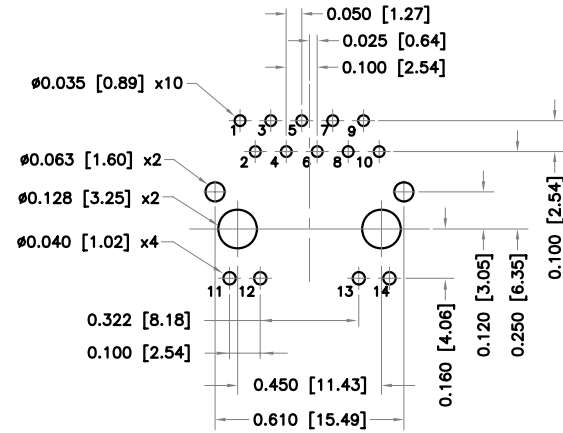 0.050 [1.27]
0.025 [0.64]
0.100 [2.54]
ø0.035 [0.89] x10
1 3 5 7 9
2 4 6 8 10
ø0.063 [1.60] x2
ø0.128 [3.25] x2
ø0.040 [1.02] x4
11 12 13 14
0.322 [8.18]
0.100 [2.54]
0.450 [11.43]
0.610 [15.49]
0.160 [4.06]
0.120 [3.05]
0.250 [6.35]
0.100 [2.54]